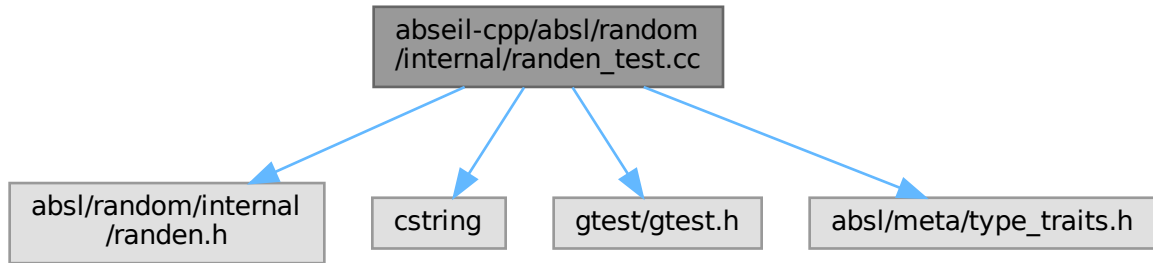 abseil-cpp/absl/random
/internal/randen_test.cc
absl/random/internal
/randen.h
cstring
gtest/gtest.h
absl/meta/type_traits.h